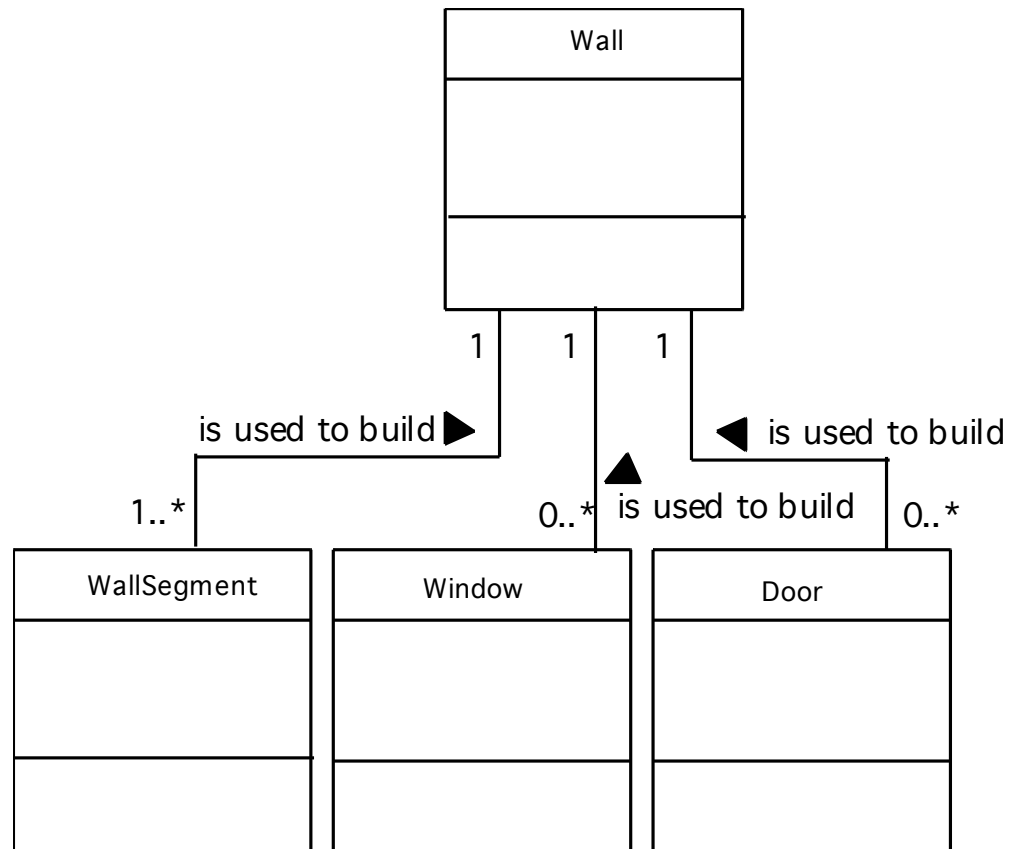 Wall
1 1 1
is used to build
is used to build
is used to build
1..*
0..*
0..*
WallSegment
Window
Door